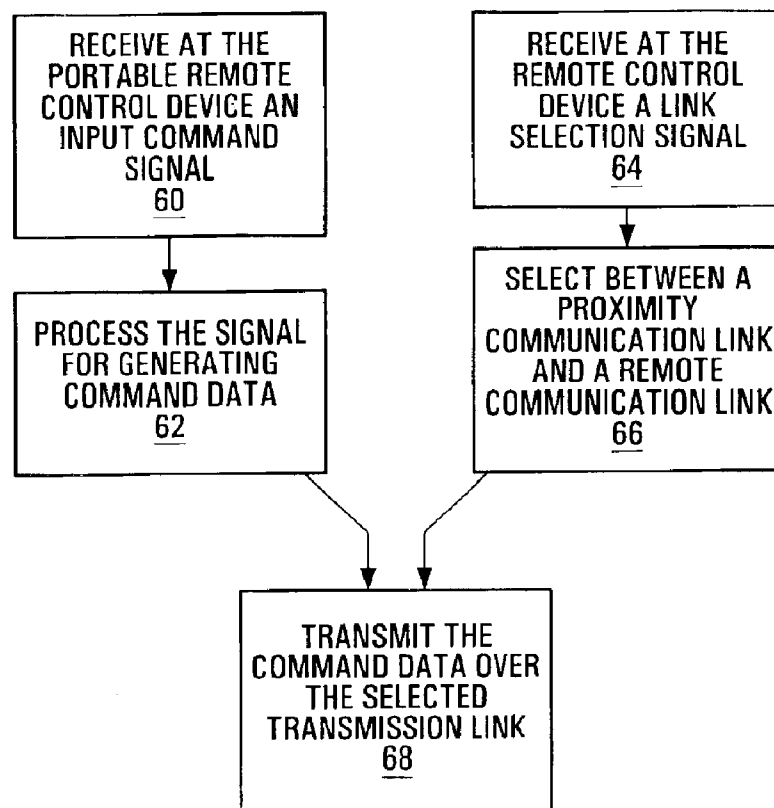 RECEIVE AT THE
PORTABLE REMOTE
CONTROL DEVICE AN
INPUT COMMAND
SIGNAL
60
RECEIVE AT THE
REMOTE CONTROL
DEVICE A LINK
SELECTION SIGNAL
64
PROCESS THE SIGNAL
FOR GENERATING
COMMAND DATA
62
SELECT BETWEEN A
PROXIMITY
COMMUNICATION LINK
AND A REMOTE
COMMUNICATION LINK
66
TRANSMIT THE
COMMAND DATA OVER
THE SELECTED
TRANSMISSION LINK
68